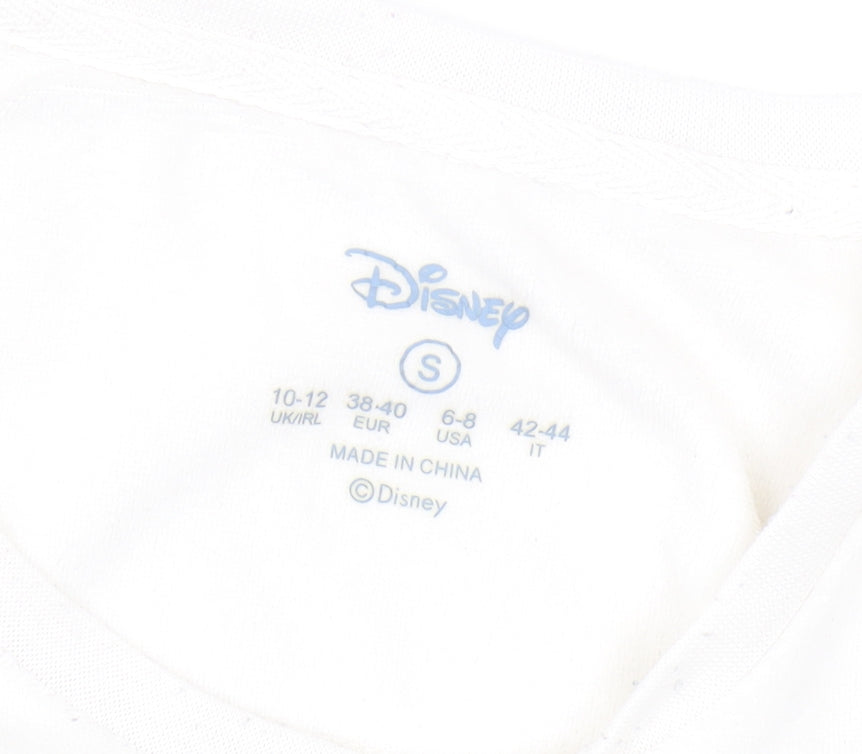 Disney
S
10-12 38-40 6-8 42-44
UK/IRL EUR USA IT
MADE IN CHINA
©Disney